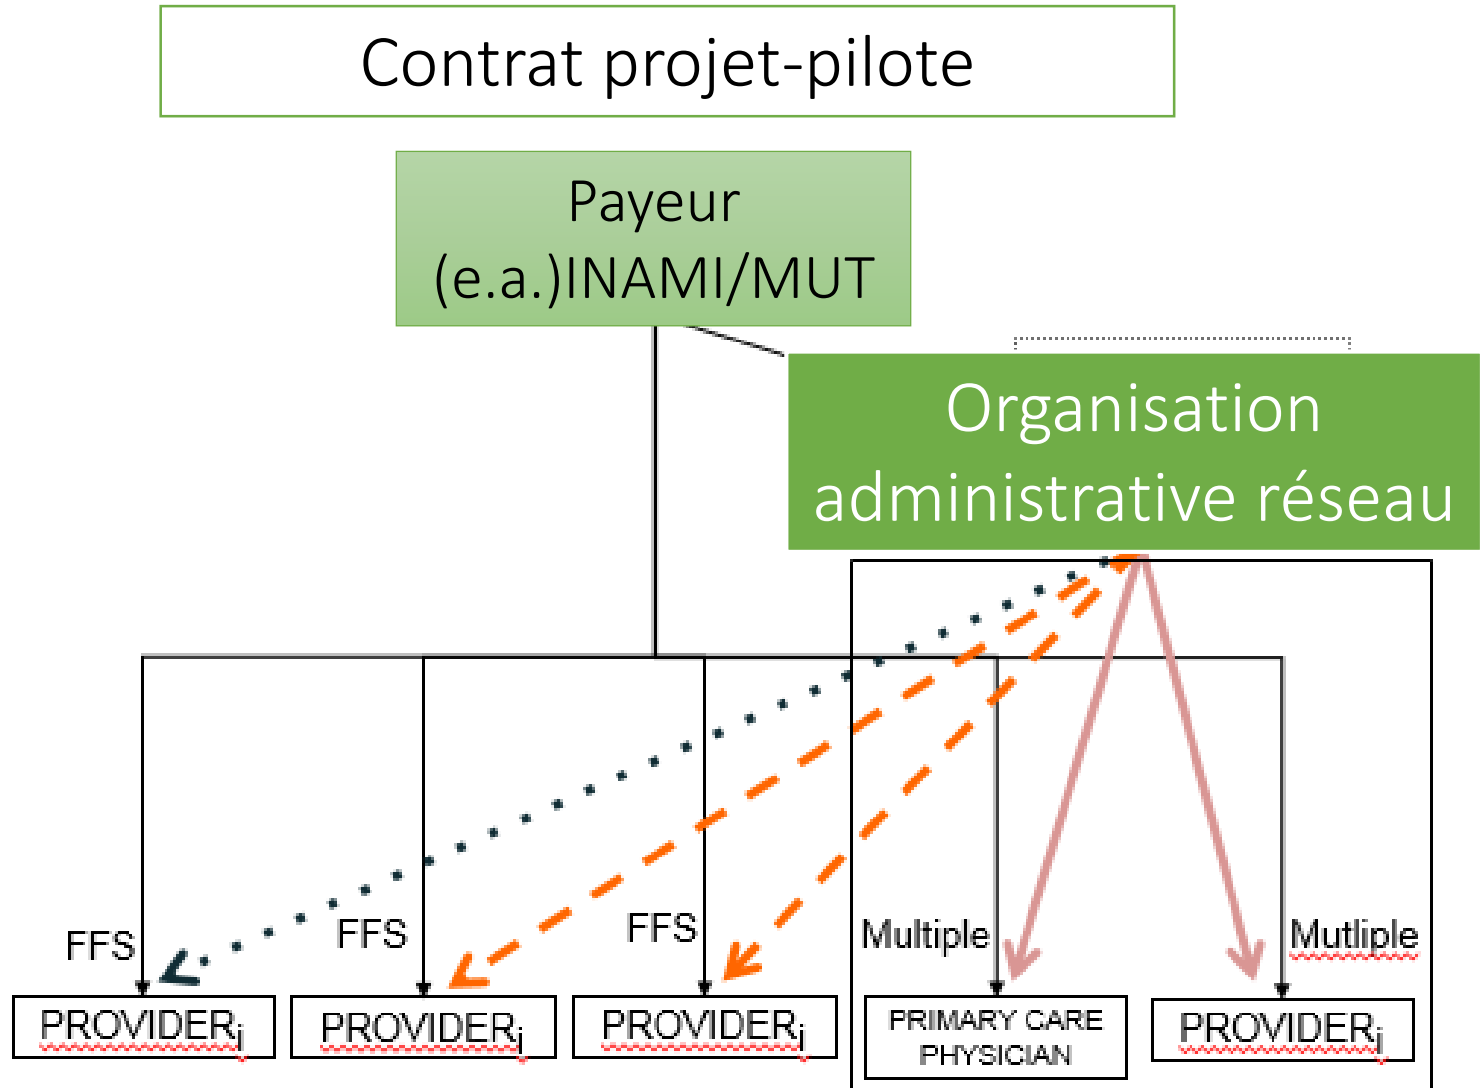 Contrat projet-pilote
Payeur
(e.a.)INAMI/MUT
Organisation
administrative réseau
FFS
FFS
FFS
Multiple
Mutliple
PROVIDERj
PROVIDERj
PROVIDERj
PRIMARY CARE
PHYSICIAN
PROVIDERj